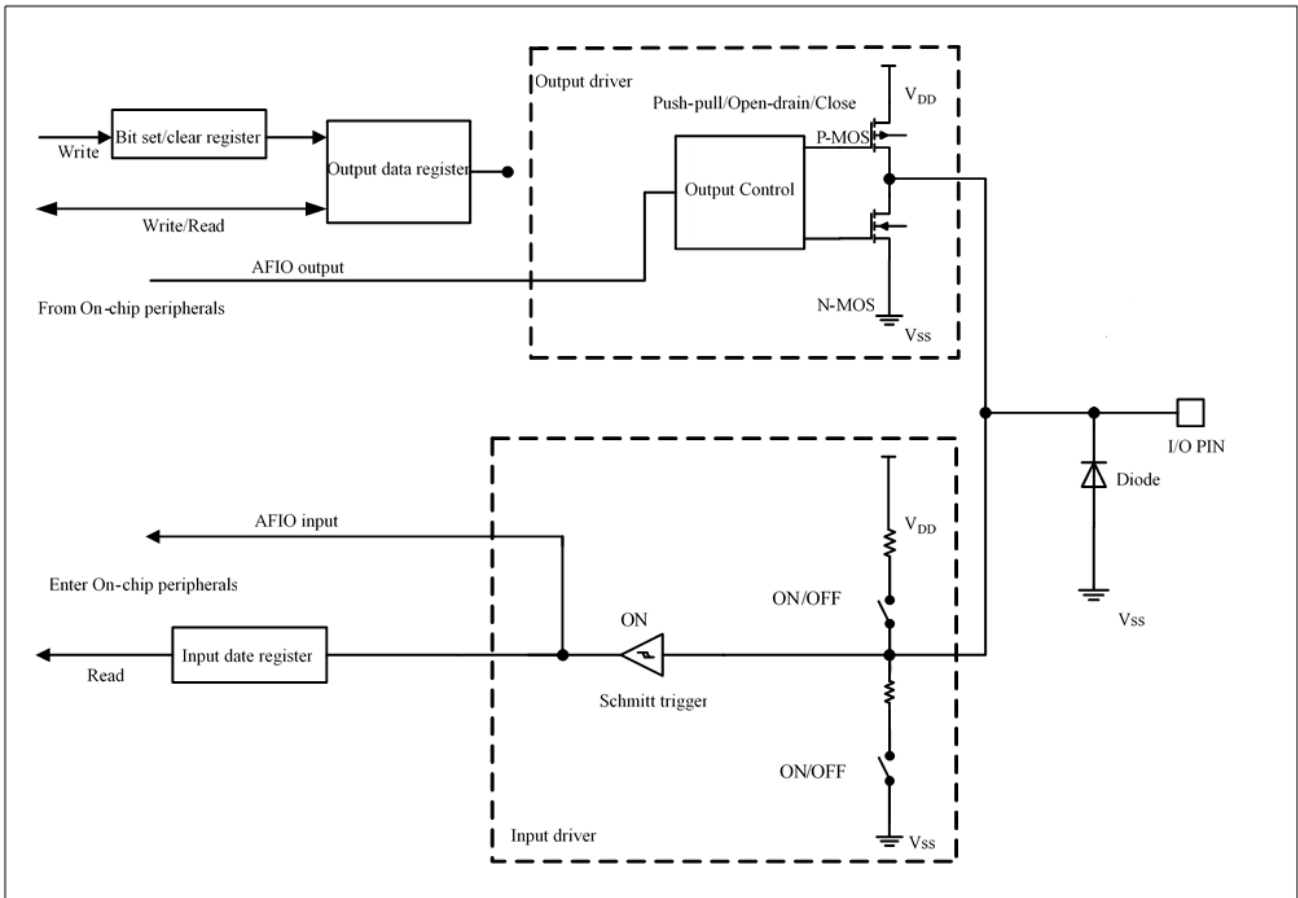 Output driver
Push-pull/Open-drain/Close
VDD
P-MOS
Bit set/clear register
Write
Output data register
Output Control
Write/Read
AFIO output
From On-chip peripherals
N-MOS
Vss
I/O PIN
Diode
Vss
AFIO input
VDD
Enter On-chip peripherals
ON/OFF
ON
Input date register
Read
Schmitt trigger
ON/OFF
Input driver
Vss